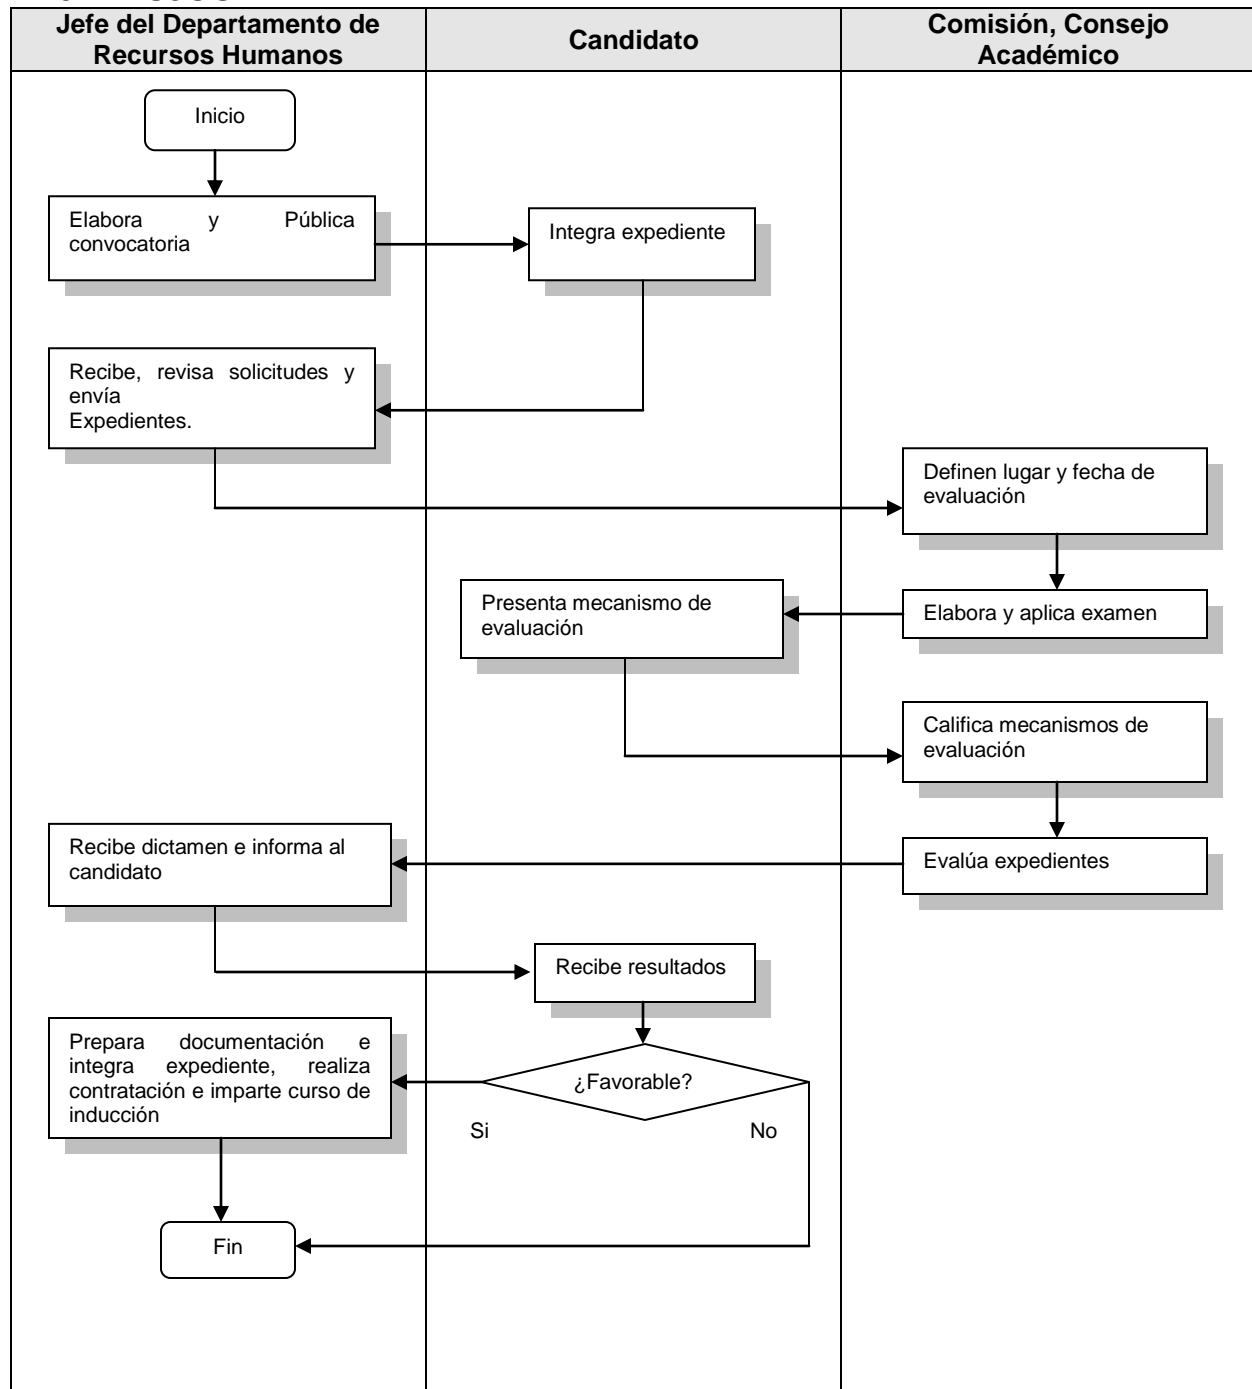 Jefe del Departamento de
Recursos Humanos
Candidato
Comisión, Consejo
Académico
Inicio
Elabora y Pública
convocatoria
Integra expediente
Recibe, revisa solicitudes y
envía
Expedientes.
Definen lugar y fecha de
evaluación
Presenta mecanismo de
evaluación
Elabora y aplica examen
Califica mecanismos de
evaluación
Recibe dictamen e informa al
candidato
Evalúa expedientes
Recibe resultados
Prepara documentación e
integra expediente, realiza
contratación e imparte curso de
inducción
¿Favorable?
Si
No
Fin